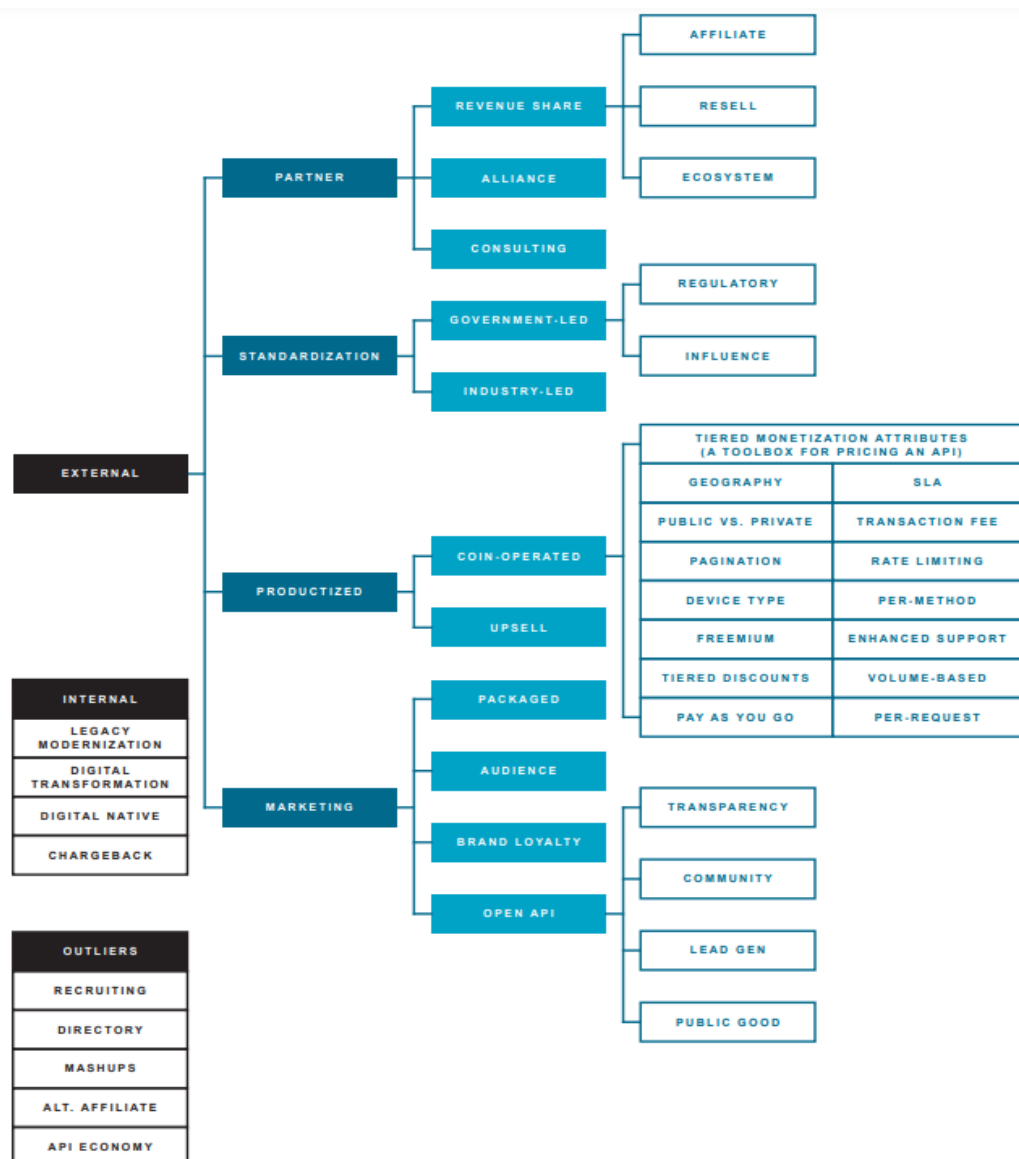 AFFILIATE
REVENUE SHARE
RESELL
PARTNER
ALLIANCE
ECOSYSTEM
CONSULTING
REGULATORY
GOVERNMENT-LED
STANDARDIZATION
INFLUENCE
INDUSTRY-LED
EXTERNAL
TIERED MONETIZATION ATTRIBUTES
(A TOOLBOX FOR PRICING AN API)
GEOGRAPHY
SLA
PUBLIC VS. PRIVATE
TRANSACTION FEE
COIN-OPERATED
PAGINATION
RATE LIMITING
PRODUCTIZED
DEVICE TYPE
PER-METHOD
UPSELL
FREEMIUM
ENHANCED SUPPORT
TIERED DISCOUNTS
VOLUME-BASED
PAY AS YOU GO
PER-REQUEST
INTERNAL
LEGACY
MODERNIZATION
DIGITAL
TRANSFORMATION
DIGITAL NATIVE
CHARGEBACK
PACKAGED
AUDIENCE
MARKETING
BRAND LOYALTY
OPEN API
TRANSPARENCY
COMMUNITY
LEAD GEN
PUBLIC GOOD
OUTLIERS
RECRUITING
DIRECTORY
MASHUPS
ALT. AFFILIATE
API ECONOMY